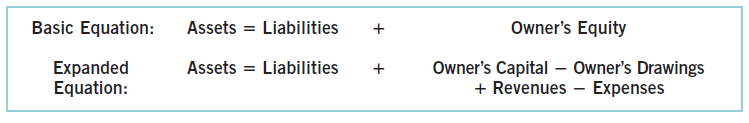 Basic Equation: Assets = Liabilities + Owner’s Equity
Expanded Equation: Assets = Liabilities + Owner’s Capital – Owner’s Drawings
+ Revenues – Expenses